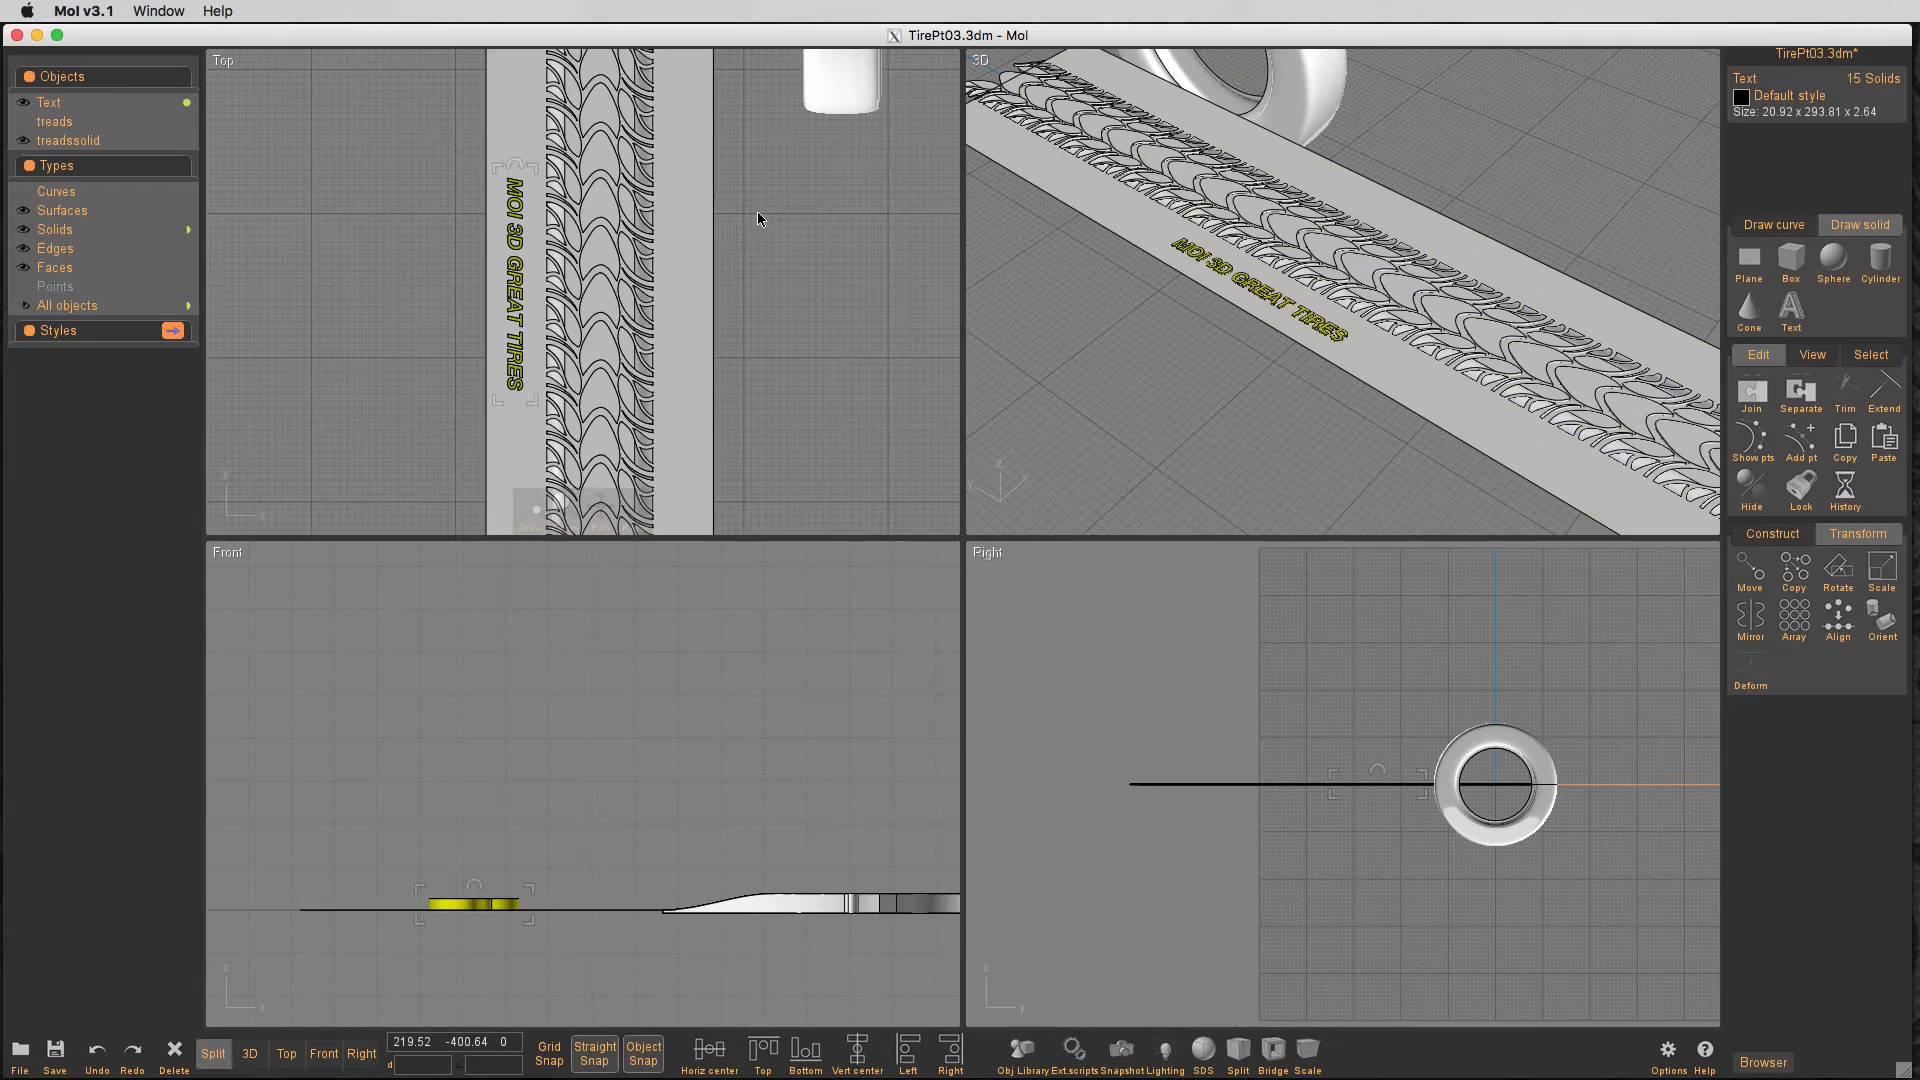 MoI v3.1 Window Help
TirePt03.3dm - MoI
Objects
Text
treads
treadssolid
Types
Curves
Surfaces
Solids
Edges
Faces
Points
All objects
Styles
Top
MOI 3D GREAT TIRES
x
3D
MOI 3D GREAT TIRES
z
Front
z
x
Right
z
y
TirePt03.3dm*
Text 15 Solids
Default style
Size: 20.92 x 293.81 x 2.64
Draw curve Draw solid
Plane Box Sphere Cylinder
Cone Text
Edit View Select
Join Separate Trim Extend
Show pts Add pt Copy Paste
Hide Lock History
Construct Transform
Move Copy Rotate Scale
Mirror Array Align Orient
Deform
File Save Undo Redo Delete
Split 3D Top Front Right
219.52 -400.64 0
d
Grid Snap
Straight Snap
Object Snap
Horiz center Top Bottom Vert center Left Right
Obj Library Ext.scripts Snapshot Lighting SDS Split Bridge Scale
Options Help
Browser